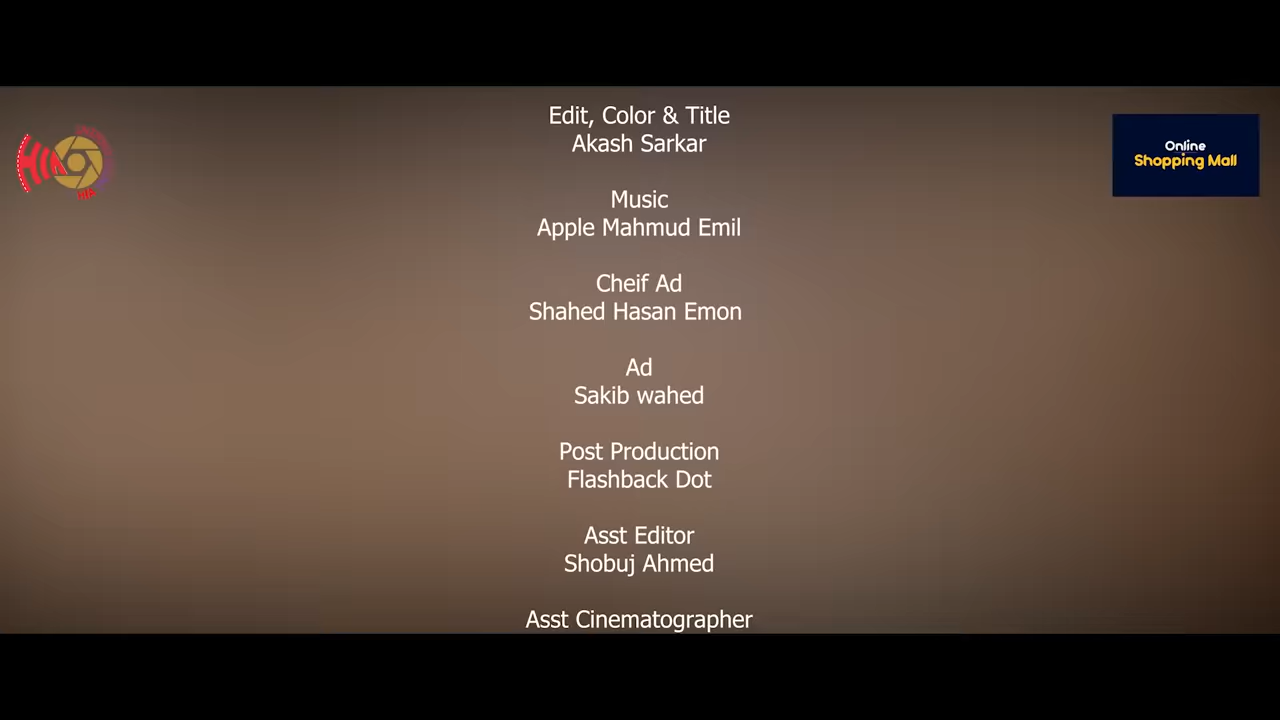 Edit, Color & Title
Akash Sarkar
Music
Apple Mahmud Emil
Cheif Ad
Shahed Hasan Emon
Ad
Sakib wahed
Post Production
Flashback Dot
Asst Editor
Shobuj Ahmed
Asst Cinematographer
Online
Shopping Mall